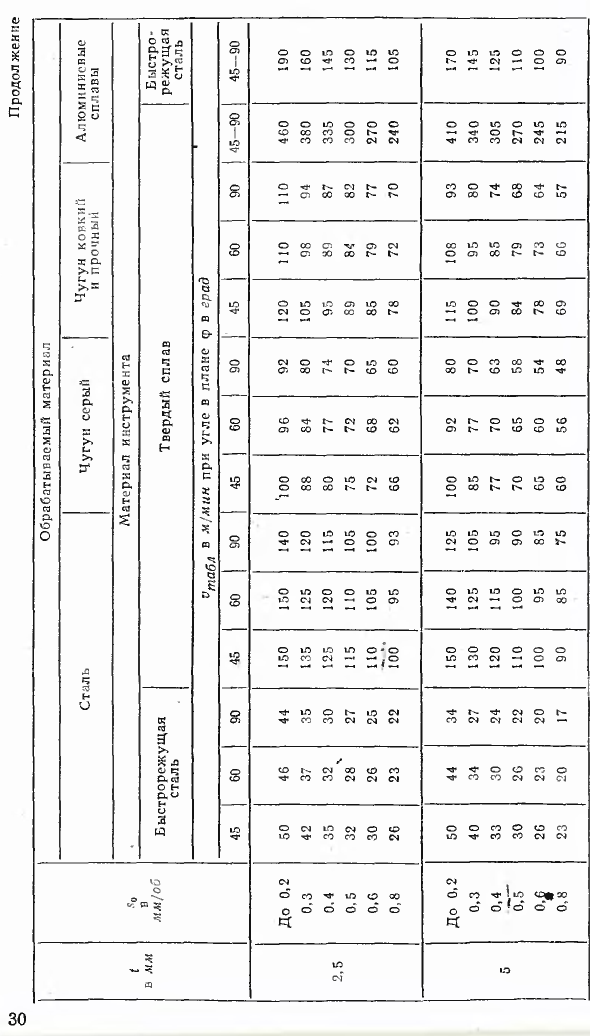 30
Продолжение
t в мм | s₀ в мм/об | Обрабатываемый материал
Сталь | Чугун серый | Чугун ковкий и прочный | Алюминиевые сплавы
Материал инструмента
Быстрорежущая сталь | Твердый сплав | Быстро-режущая сталь
vтабл в м/мин при угле в плане φ в град
45 | 60 | 90 | 45 | 60 | 90 | 45 | 60 | 90 | 45 | 60 | 90 | 45—90 | 45—90
2,5
До 0,2 | 50 | 46 | 44 | 150 | 150 | 140 | 100 | 96 | 92 | 120 | 110 | 110 | 460 | 190
0,3 | 42 | 37 | 35 | 135 | 125 | 120 | 88 | 84 | 80 | 105 | 98 | 94 | 380 | 160
0,4 | 35 | 32 | 30 | 125 | 120 | 115 | 80 | 77 | 74 | 95 | 89 | 87 | 335 | 145
0,5 | 32 | 28 | 27 | 115 | 110 | 105 | 75 | 72 | 70 | 89 | 84 | 82 | 300 | 130
0,6 | 30 | 26 | 25 | 110 | 105 | 100 | 72 | 68 | 65 | 85 | 79 | 77 | 270 | 115
0,8 | 26 | 23 | 22 | 100 | 95 | 93 | 66 | 62 | 60 | 78 | 72 | 70 | 240 | 105
5
До 0,2 | 50 | 44 | 34 | 150 | 140 | 125 | 100 | 92 | 80 | 115 | 108 | 93 | 410 | 170
0,3 | 40 | 34 | 27 | 130 | 125 | 105 | 85 | 77 | 70 | 100 | 95 | 80 | 340 | 145
0,4 | 33 | 30 | 24 | 120 | 115 | 95 | 77 | 70 | 63 | 90 | 85 | 74 | 305 | 125
0,5 | 30 | 26 | 22 | 110 | 100 | 90 | 70 | 65 | 58 | 84 | 79 | 68 | 270 | 110
0,6 | 26 | 23 | 20 | 100 | 95 | 85 | 65 | 60 | 54 | 78 | 73 | 64 | 245 | 100
0,8 | 23 | 20 | 17 | 90 | 85 | 75 | 60 | 56 | 48 | 69 | 66 | 57 | 215 | 90